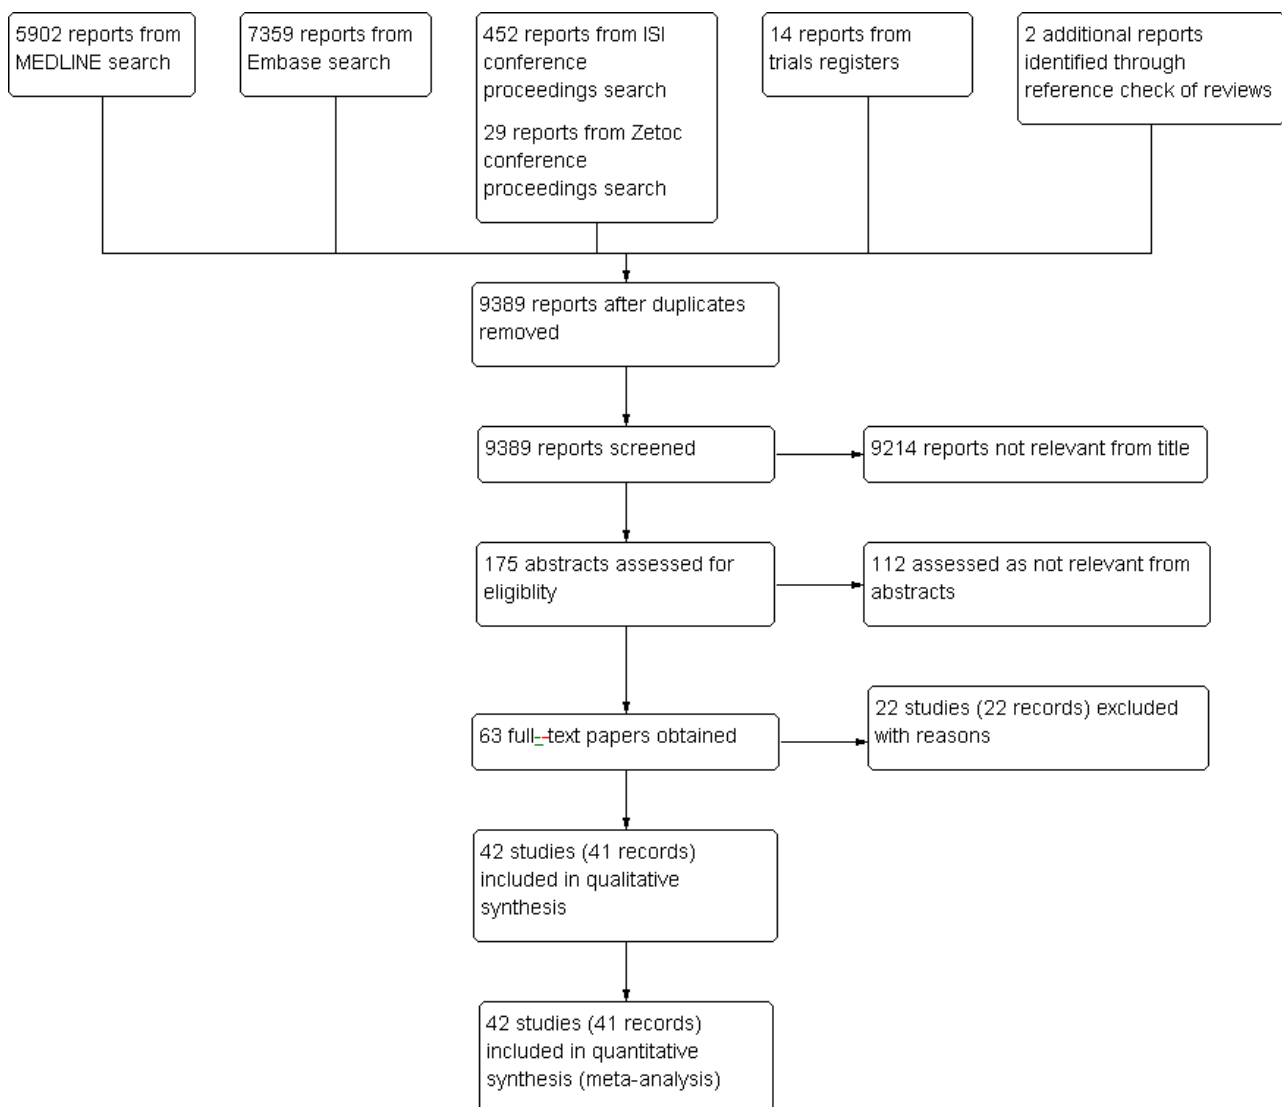 5902 reports from
MEDLINE search
7359 reports from
Embase search
452 reports from ISI
conference
proceedings search
29 reports from Zetoc
conference
proceedings search
14 reports from
trials registers
2 additional reports
identified through
reference check of reviews
9389 reports after duplicates
removed
9389 reports screened
9214 reports not relevant from title
175 abstracts assessed for
eligiblity
112 assessed as not relevant from
abstracts
63 full--text papers obtained
22 studies (22 records) excluded
with reasons
42 studies (41 records)
included in qualitative
synthesis
42 studies (41 records)
included in quantitative
synthesis (meta-analysis)